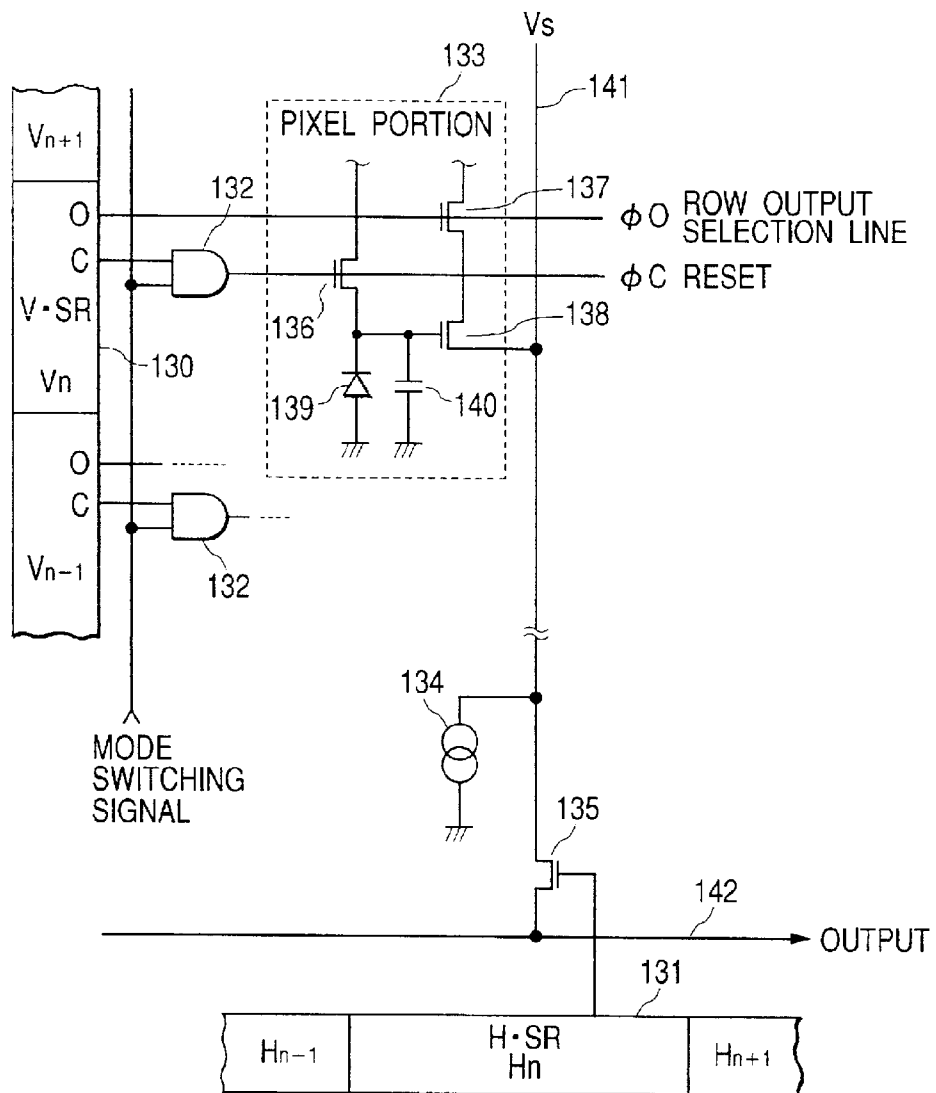 Vs
133
141
PIXEL PORTION
Vn+1
132
137
O
φO ROW OUTPUT
SELECTION LINE
C
φC RESET
V·SR
136
138
130
Vn
139
140
O
C
Vn-1
132
134
MODE
SWITCHING
SIGNAL
135
142
OUTPUT
131
Hn-1
H·SR
Hn
Hn+1